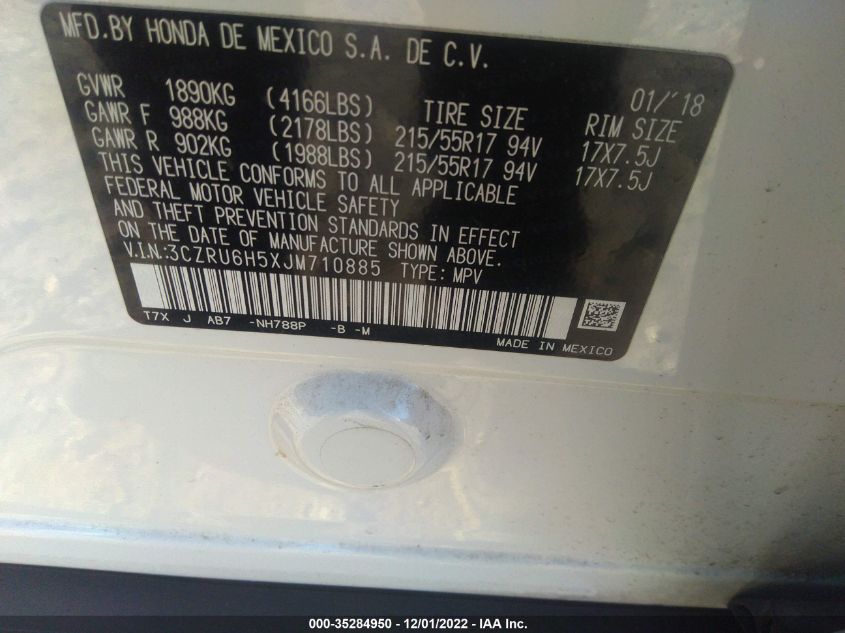 MFD.BY HONDA DE MEXICO S.A. DE C.V.
01/'18
GVWR 1890KG (4166LBS) TIRE SIZE RIM SIZE
GAWR F 988KG (2178LBS) 215/55R17 94V 17X7.5J
GAWR R 902KG (1988LBS) 215/55R17 94V 17X7.5J
THIS VEHICLE CONFORMS TO ALL APPLICABLE
FEDERAL MOTOR VEHICLE SAFETY
AND THEFT PREVENTION STANDARDS IN EFFECT
ON THE DATE OF MANUFACTURE SHOWN ABOVE.
V.I.N:3CZRU6H5XJM710885 TYPE: MPV
T7X J AB7 -NH788P -B -M
MADE IN MEXICO
000-35284950 - 12/01/2022 - IAA Inc.